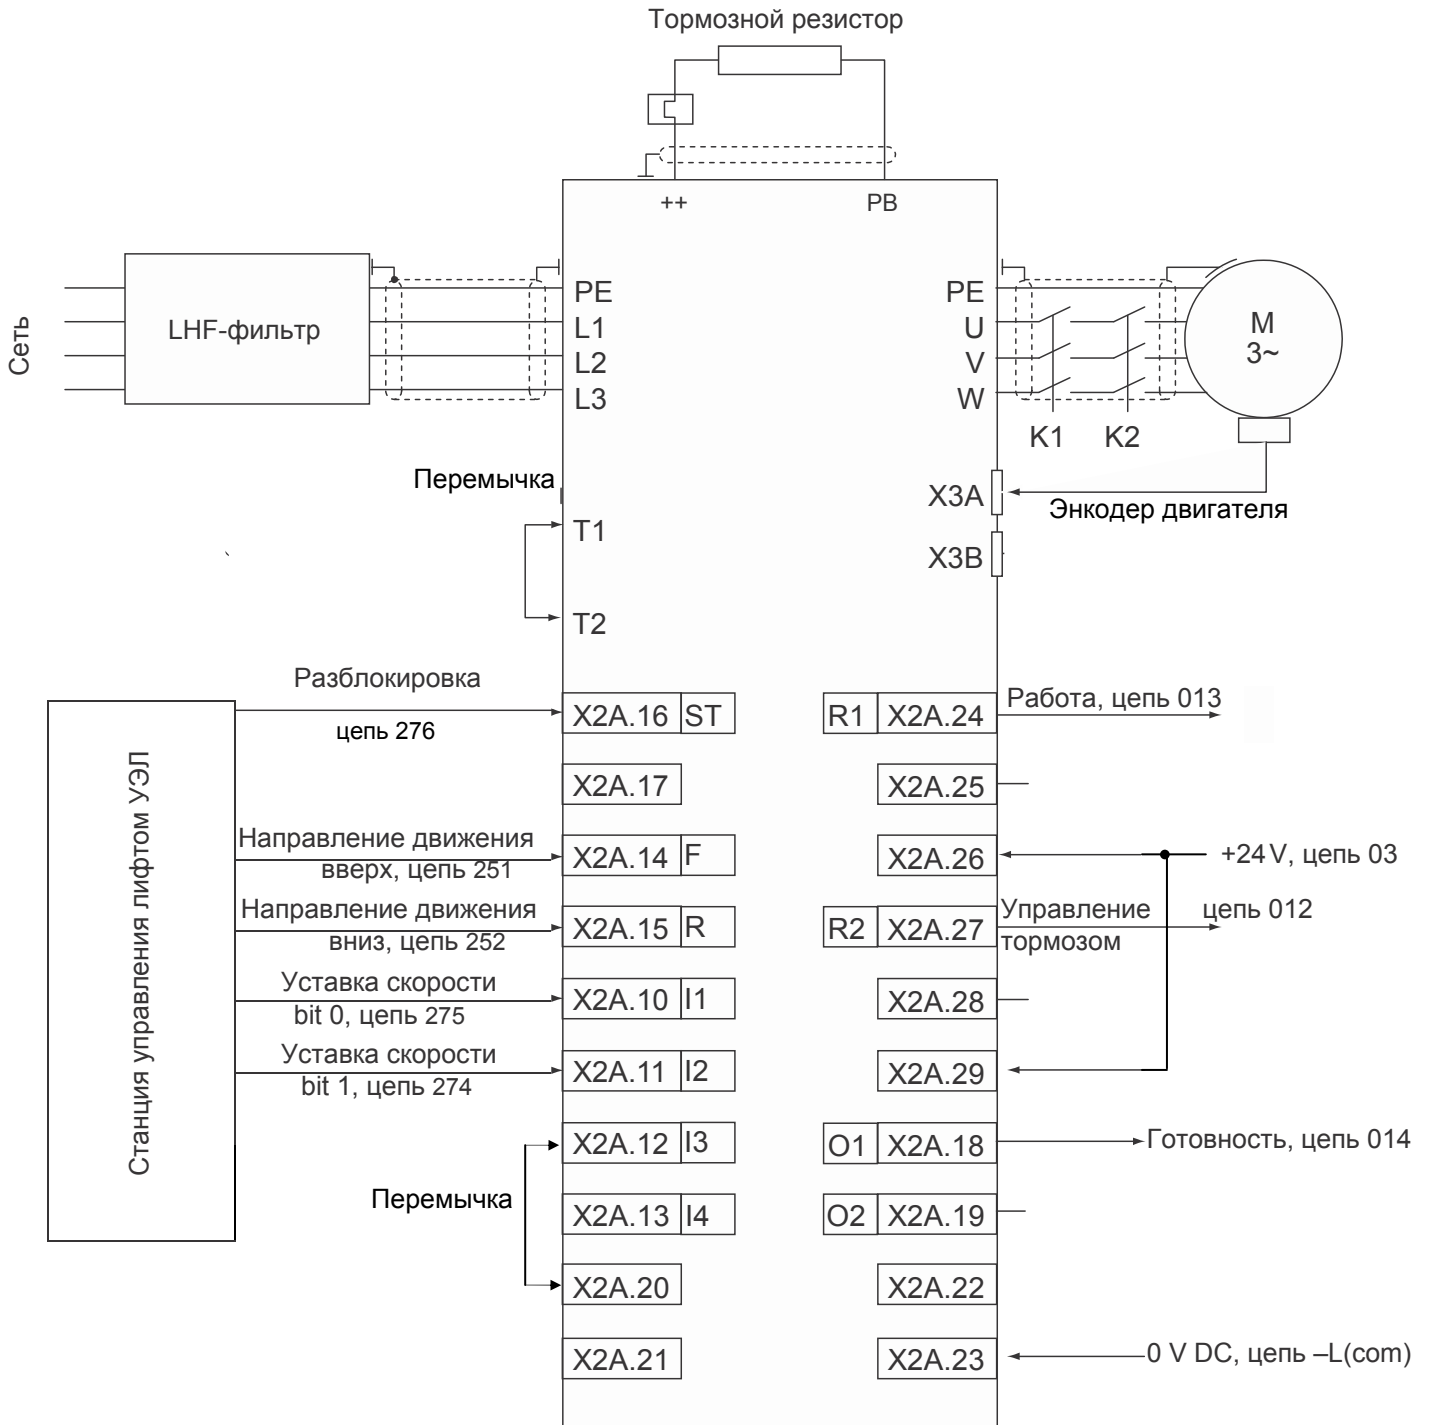 Тормозной резистор
++
PB
Сеть
LHF-фильтр
PE
L1
L2
L3
PE
U
V
W
M
3~
K1
K2
Перемычка
T1
T2
X3A
Энкодер двигателя
X3B
Станция управления лифтом УЭЛ
Разблокировка
цепь 276
X2A.16 ST
R1 X2A.24
Работа, цепь 013
X2A.17
X2A.25
Направление движения
вверх, цепь 251
X2A.14 F
X2A.26
+24 V, цепь 03
Направление движения
вниз, цепь 252
X2A.15 R
R2 X2A.27
Управление
тормозом
цепь 012
Уставка скорости
bit 0, цепь 275
X2A.10 I1
X2A.28
Уставка скорости
bit 1, цепь 274
X2A.11 I2
X2A.29
X2A.12 I3
O1 X2A.18
Готовность, цепь 014
Перемычка
X2A.13 I4
O2 X2A.19
X2A.20
X2A.22
X2A.21
X2A.23
0 V DC, цепь –L(com)